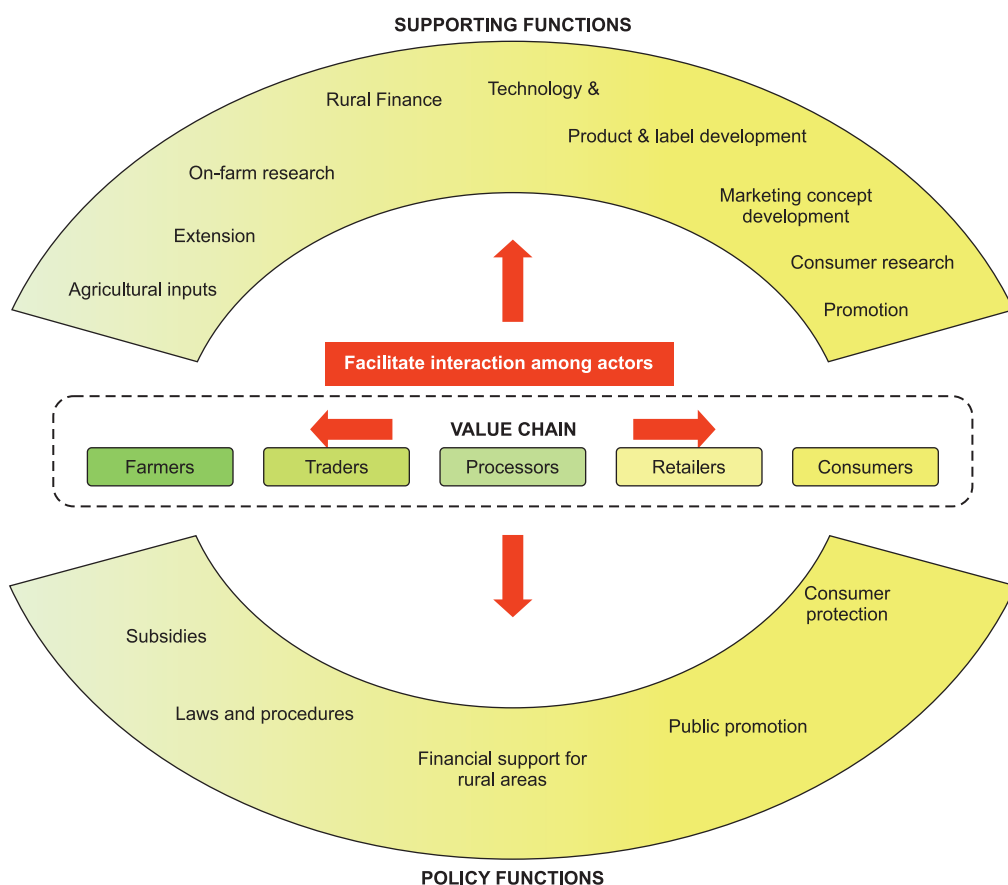 SUPPORTING FUNCTIONS
Technology &
Rural Finance
Product & label development
On-farm research
Marketing concept
development
Extension
Consumer research
Agricultural inputs
Promotion
Facilitate interaction among actors
VALUE CHAIN
Farmers
Traders
Processors
Retailers
Consumers
Consumer
protection
Subsidies
Laws and procedures
Public promotion
Financial support for
rural areas
POLICY FUNCTIONS